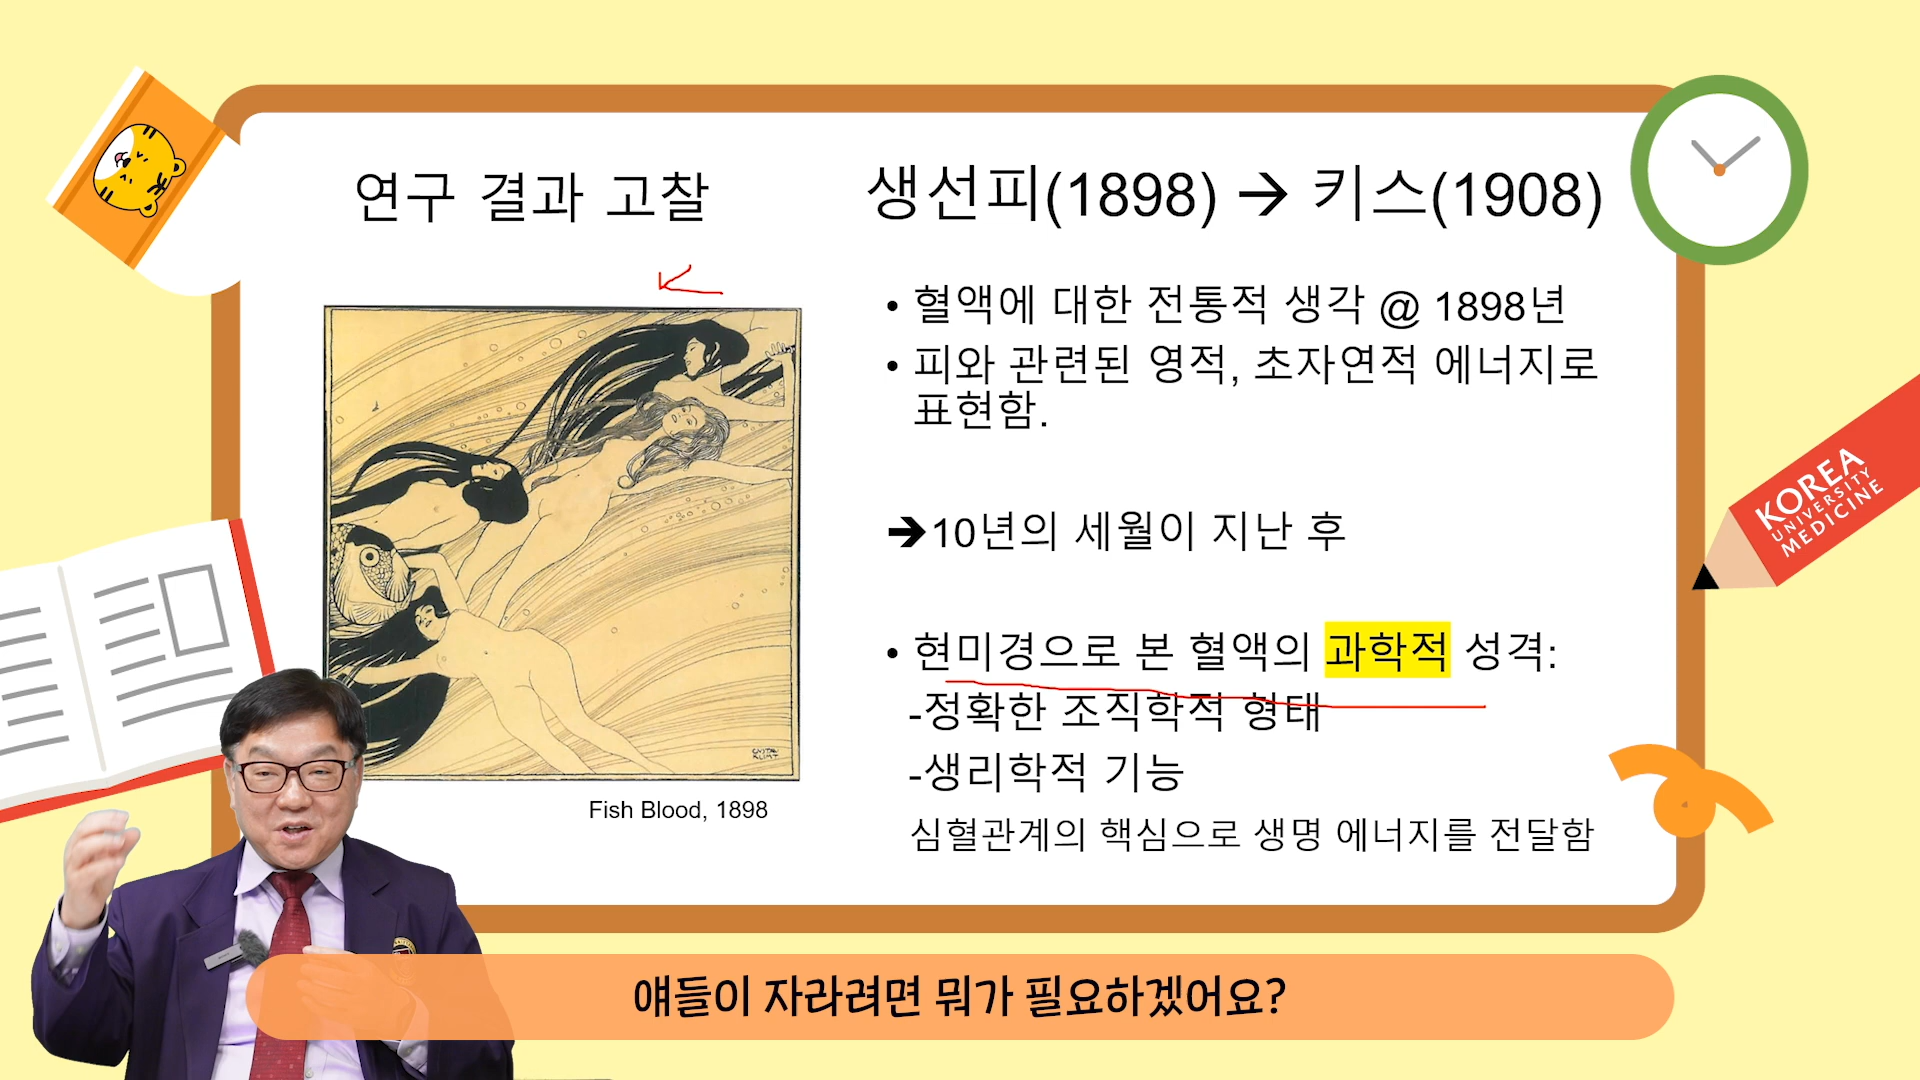 연구 결과 고찰
생선피(1898) → 키스(1908)
• 혈액에 대한 전통적 생각 @ 1898년
• 피와 관련된 영적, 초자연적 에너지로
표현함.
➔10년의 세월이 지난 후
• 현미경으로 본 혈액의 과학적 성격:
-정확한 조직학적 형태
-생리학적 기능
심혈관계의 핵심으로 생명 에너지를 전달함
GUSTAV
KLIMT
Fish Blood, 1898
KOREA
UNIVERSITY
MEDICINE
얘들이 자라려면 뭐가 필요하겠어요?